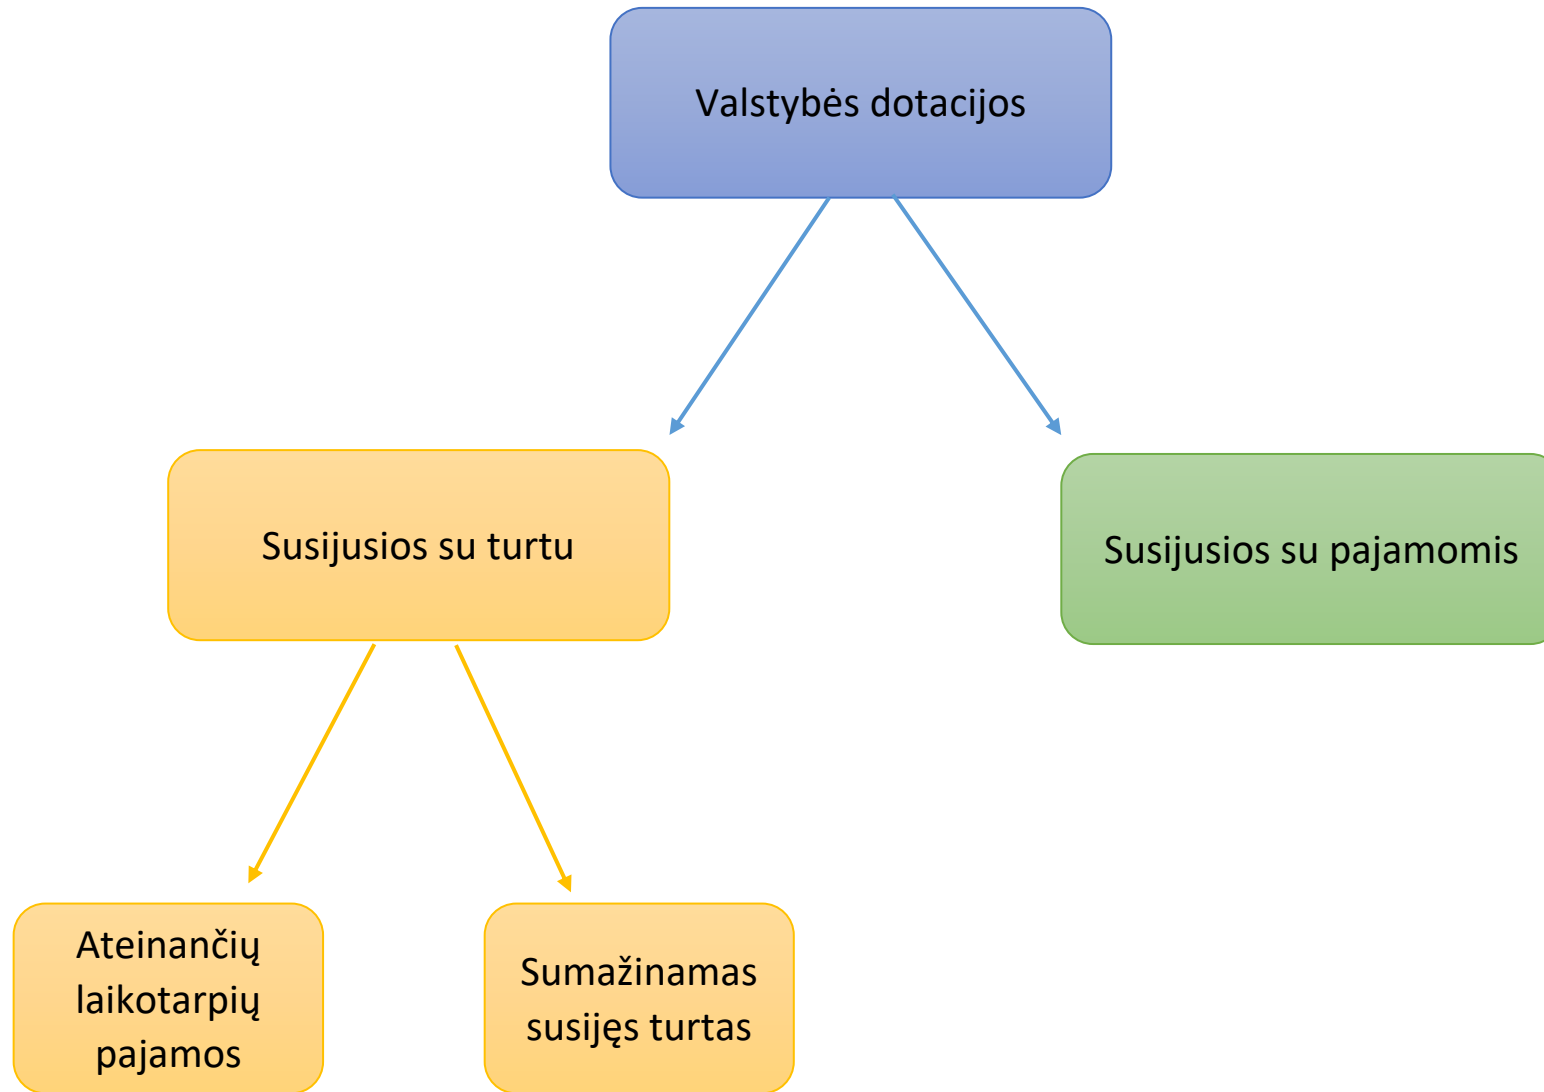 Valstybės dotacijos
Susijusios su turtu
Susijusios su pajamomis
Ateinančių
laikotarpių
pajamos
Sumažinamas
susijęs turtas